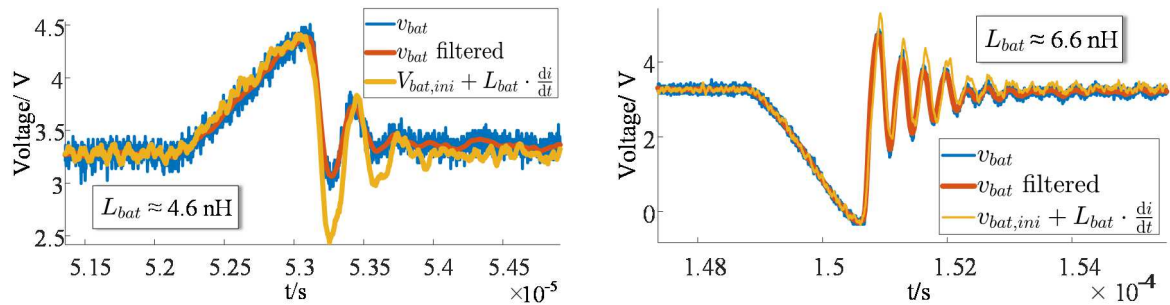 4.5
4
3.5
3
2.5
Voltage/ V
v_bat
v_bat filtered
V_bat,ini + L_bat · di/dt
L_bat ≈ 4.6 nH
5.15 5.2 5.25 5.3 5.35 5.4 5.45
t/s
×10^-5
4
2
0
Voltage/ V
L_bat ≈ 6.6 nH
v_bat
v_bat filtered
v_bat,ini + L_bat · di/dt
1.48 1.5 1.52 1.54
t/s
× 10^-4